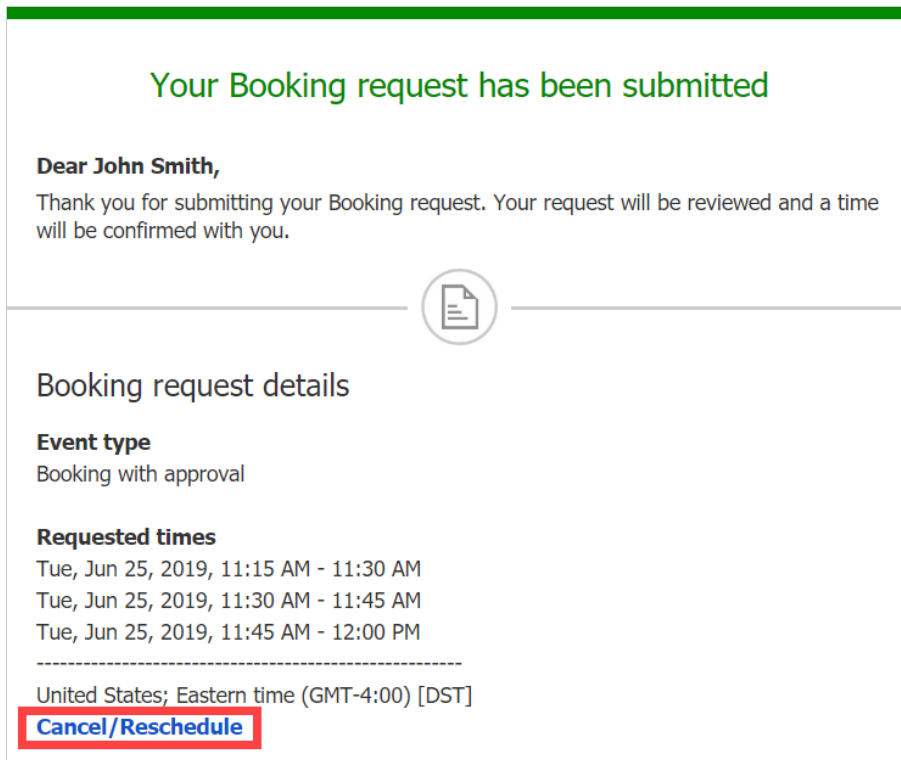 Your Booking request has been submitted
Dear John Smith,
Thank you for submitting your Booking request. Your request will be reviewed and a time
will be confirmed with you.
Booking request details
Event type
Booking with approval
Requested times
Tue, Jun 25, 2019, 11:15 AM - 11:30 AM
Tue, Jun 25, 2019, 11:30 AM - 11:45 AM
Tue, Jun 25, 2019, 11:45 AM - 12:00 PM
-------------------------------------------------------
United States; Eastern time (GMT-4:00) [DST]
Cancel/Reschedule